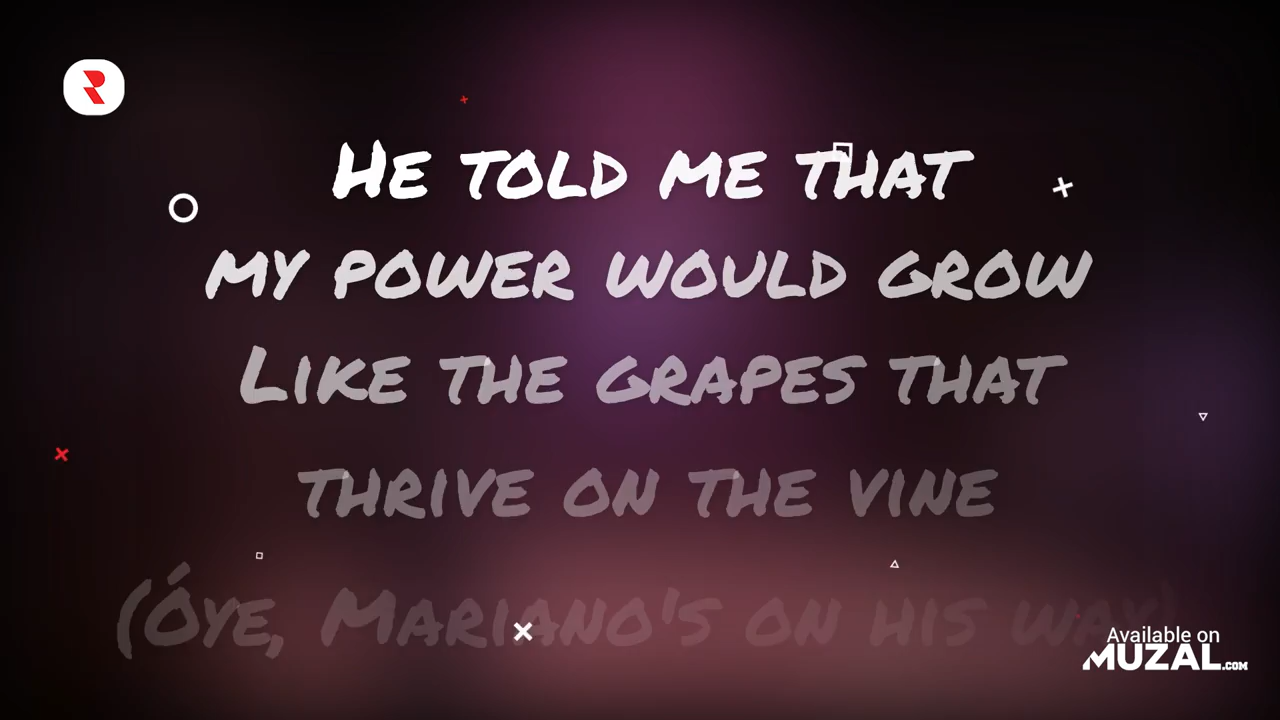 He told me that
my power would grow
Like the grapes that
thrive on the vine
(Óye, Mariano's on his way)
Available on
MUZAL.COM